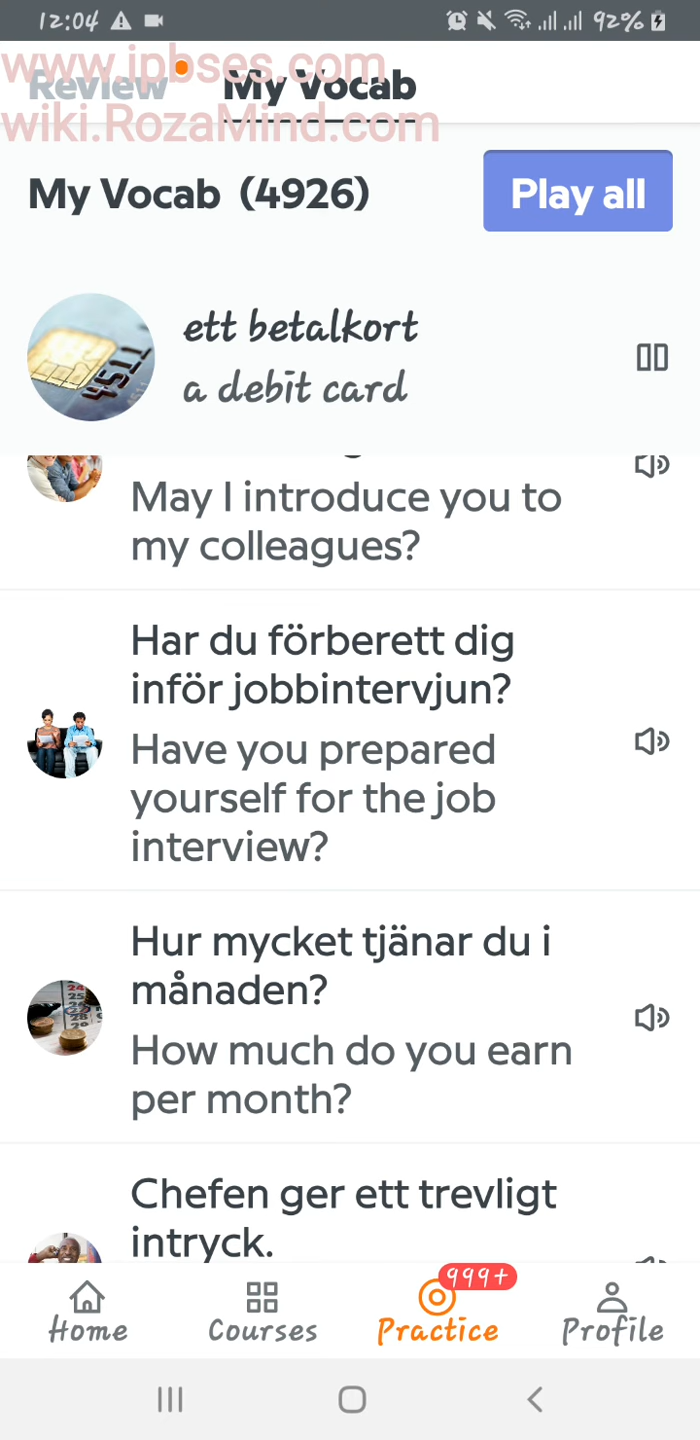 12:04
92%
www.ipbses.com
Review My Vocab
wiki.RozaMind.com
My Vocab (4926)
Play all
ett betalkort
a debit card
4511
May I introduce you to
my colleagues?
Har du förberett dig
inför jobbintervjun?
Have you prepared
yourself for the job
interview?
Hur mycket tjänar du i
månaden?
How much do you earn
per month?
Chefen ger ett trevligt
intryck.
999+
Home Courses Practice Profile